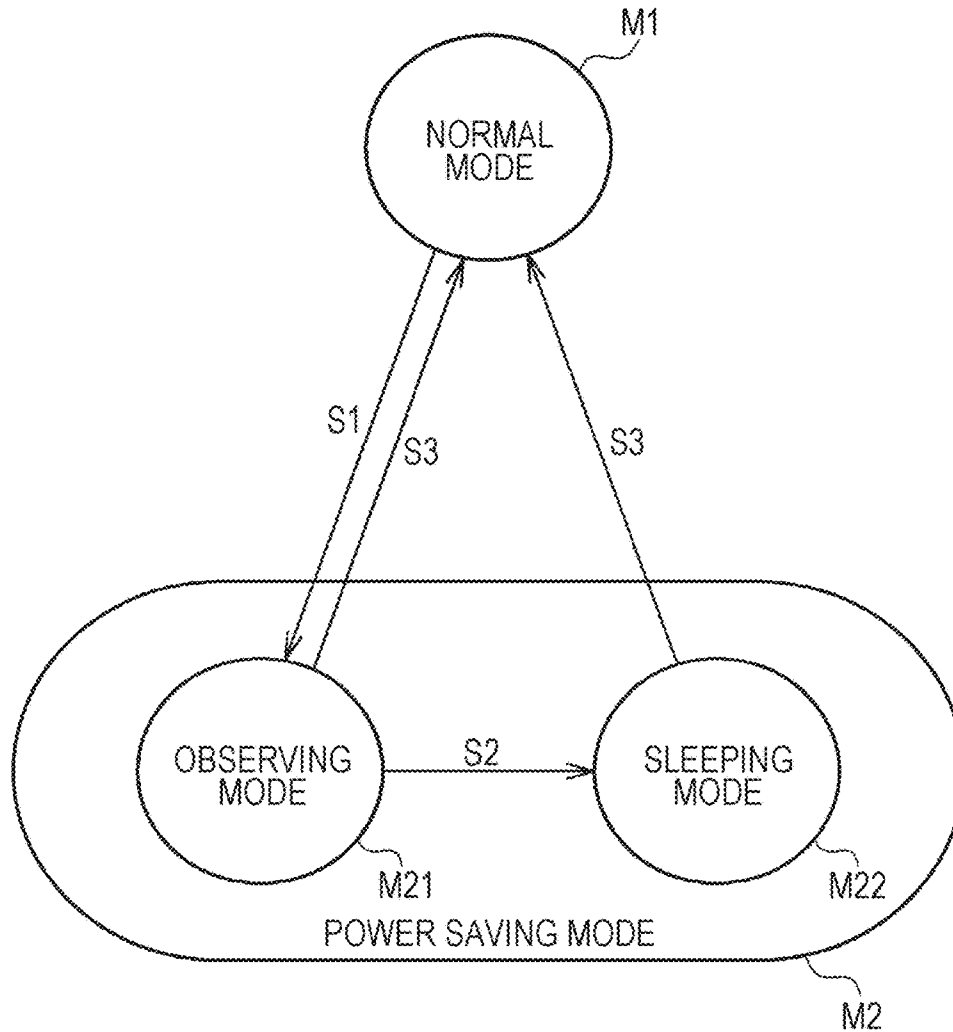 M1
NORMAL
MODE
S1
S3
S3
OBSERVING
MODE
S2
SLEEPING
MODE
M21
M22
POWER SAVING MODE
M2